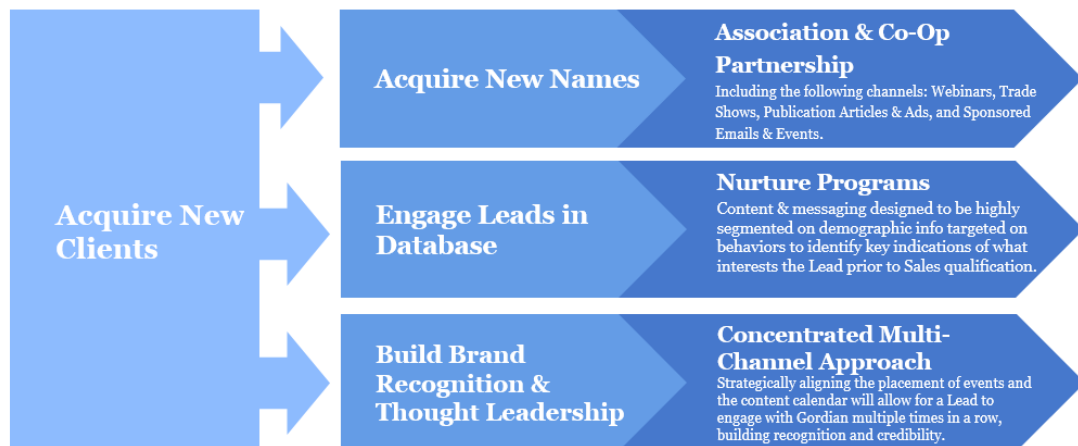 Acquire New
Clients
Acquire New Names
Association & Co-Op
Partnership
Including the following channels: Webinars, Trade
Shows, Publication Articles & Ads, and Sponsored
Emails & Events.
Engage Leads in
Database
Nurture Programs
Content & messaging designed to be highly
segmented on demographic info targeted on
behaviors to identify key indications of what
interests the Lead prior to Sales qualification.
Build Brand
Recognition &
Thought Leadership
Concentrated Multi-
Channel Approach
Strategically aligning the placement of events and
the content calendar will allow for a Lead to
engage with Gordian multiple times in a row,
building recognition and credibility.